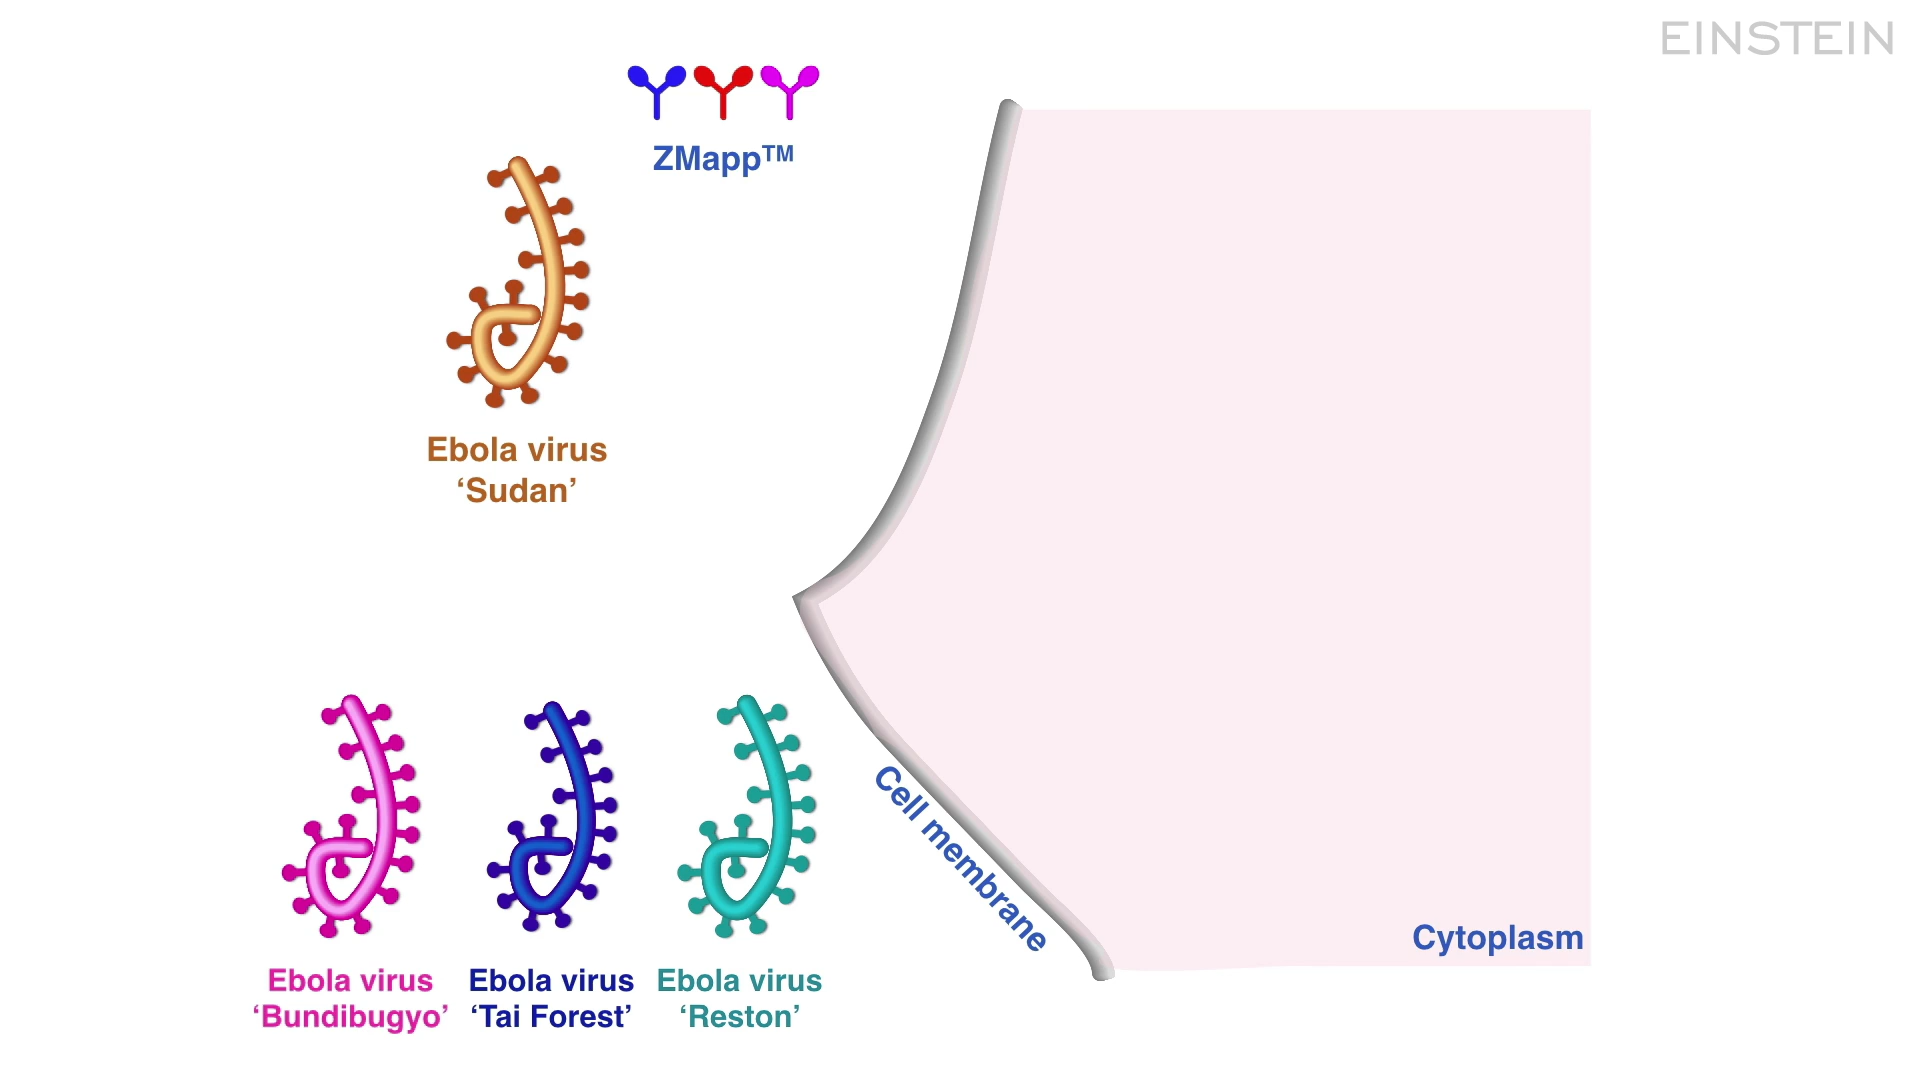 EINSTEIN
ZMapp™
Ebola virus
‘Sudan’
Cell membrane
Cytoplasm
Ebola virus
‘Bundibugyo’
Ebola virus
‘Tai Forest’
Ebola virus
‘Reston’